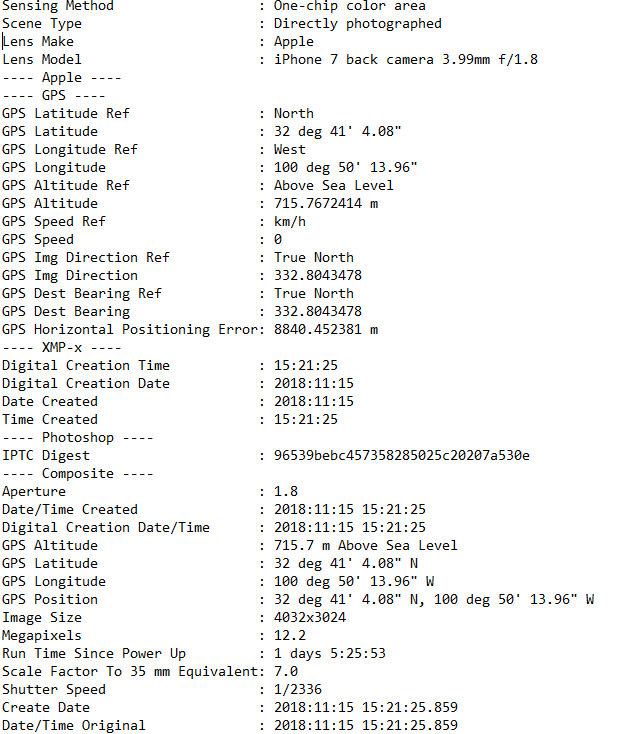 Sensing Method : One-chip color area
Scene Type : Directly photographed
Lens Make : Apple
Lens Model : iPhone 7 back camera 3.99mm f/1.8
---- Apple ----
---- GPS ----
GPS Latitude Ref : North
GPS Latitude : 32 deg 41' 4.08"
GPS Longitude Ref : West
GPS Longitude : 100 deg 50' 13.96"
GPS Altitude Ref : Above Sea Level
GPS Altitude : 715.7672414 m
GPS Speed Ref : km/h
GPS Speed : 0
GPS Img Direction Ref : True North
GPS Img Direction : 332.8043478
GPS Dest Bearing Ref : True North
GPS Dest Bearing : 332.8043478
GPS Horizontal Positioning Error: 8840.452381 m
---- XMP-x ----
Digital Creation Time : 15:21:25
Digital Creation Date : 2018:11:15
Date Created : 2018:11:15
Time Created : 15:21:25
---- Photoshop ----
IPTC Digest : 96539bebc457358285025c20207a530e
---- Composite ----
Aperture : 1.8
Date/Time Created : 2018:11:15 15:21:25
Digital Creation Date/Time : 2018:11:15 15:21:25
GPS Altitude : 715.7 m Above Sea Level
GPS Latitude : 32 deg 41' 4.08" N
GPS Longitude : 100 deg 50' 13.96" W
GPS Position : 32 deg 41' 4.08" N, 100 deg 50' 13.96" W
Image Size : 4032x3024
Megapixels : 12.2
Run Time Since Power Up : 1 days 5:25:53
Scale Factor To 35 mm Equivalent: 7.0
Shutter Speed : 1/2336
Create Date : 2018:11:15 15:21:25.859
Date/Time Original : 2018:11:15 15:21:25.859